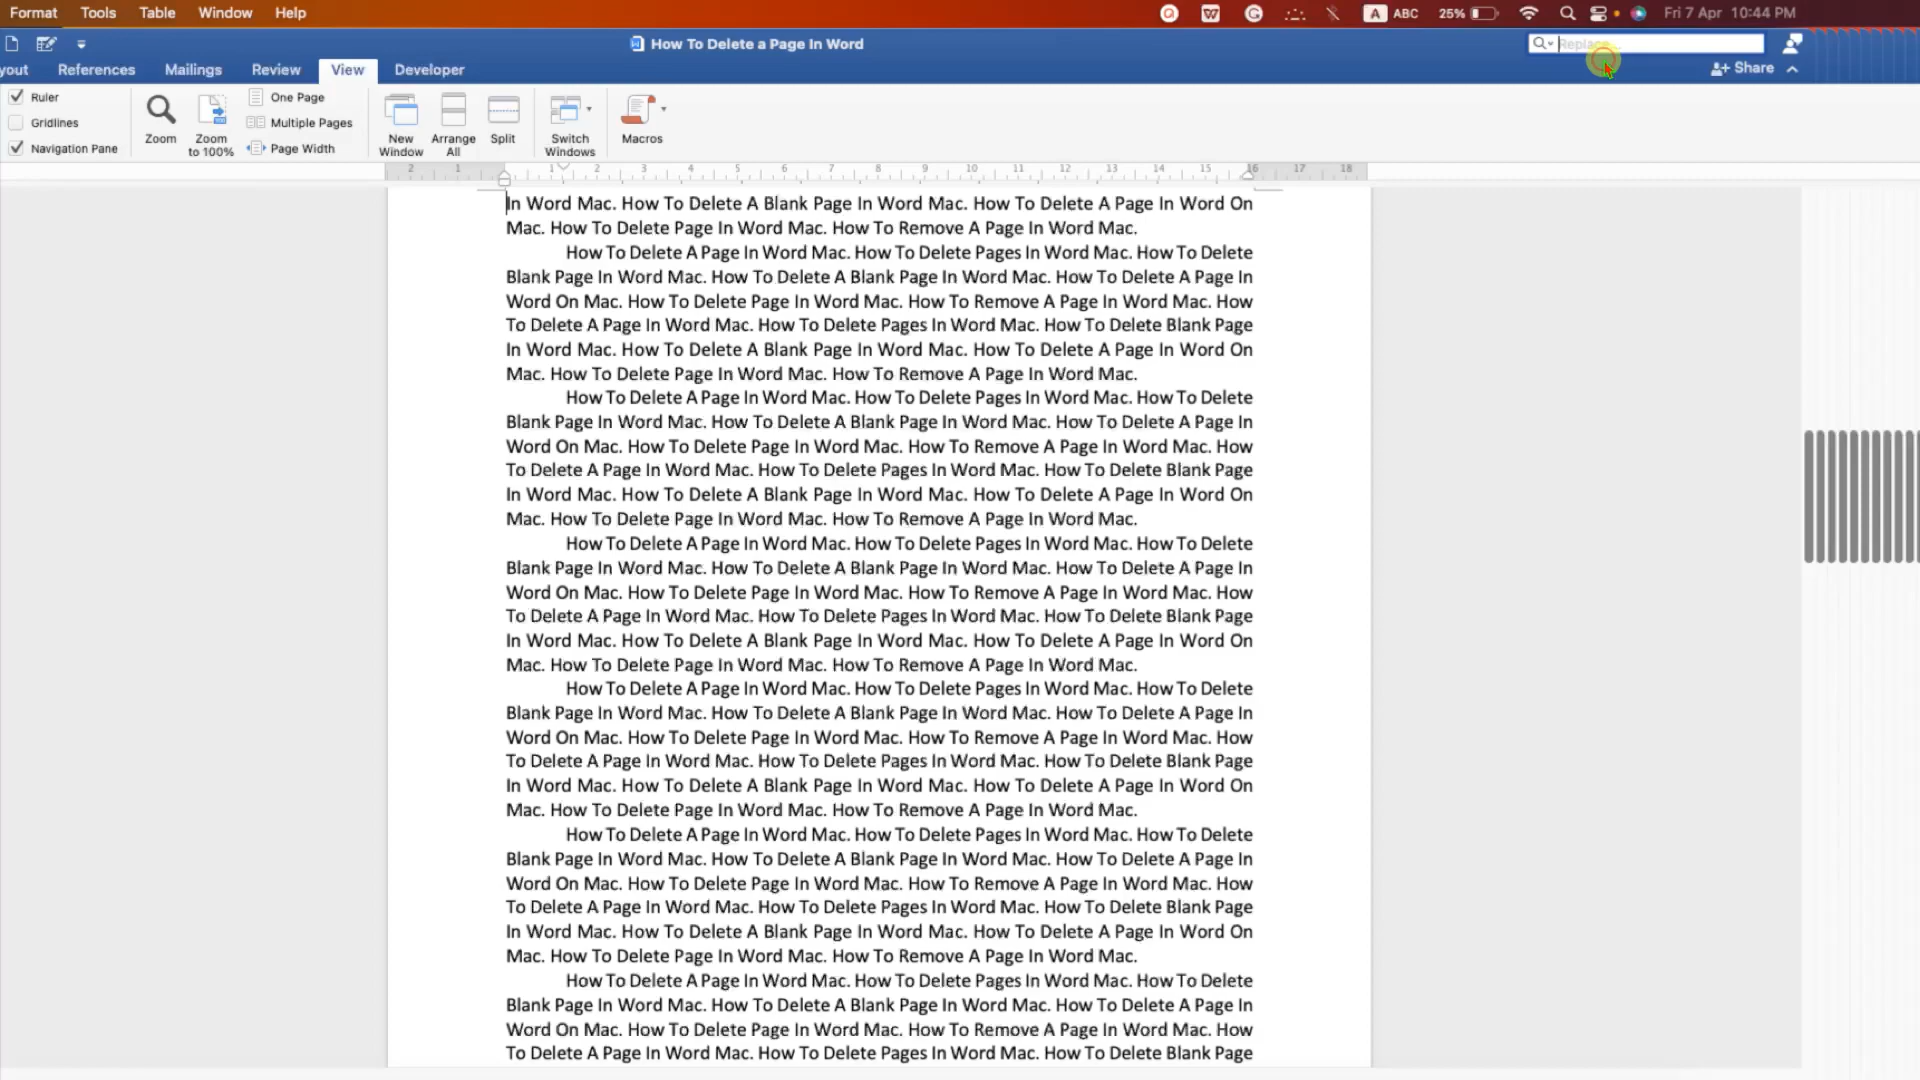 Format Tools Table Window Help A ABC 25% Fri 7 Apr 10:44 PM
How To Delete a Page In Word
Replace
yout References Mailings Review View Developer Share
Ruler One Page
Gridlines Multiple Pages
Navigation Pane Page Width
Zoom
Zoom to 100%
New Window
Arrange All
Split
Switch Windows
Macros
2 1 1 2 3 4 5 6 7 8 9 10 11 12 13 14 15 16 17 18
In Word Mac. How To Delete A Blank Page In Word Mac. How To Delete A Page In Word On
Mac. How To Delete Page In Word Mac. How To Remove A Page In Word Mac.
How To Delete A Page In Word Mac. How To Delete Pages In Word Mac. How To Delete
Blank Page In Word Mac. How To Delete A Blank Page In Word Mac. How To Delete A Page In
Word On Mac. How To Delete Page In Word Mac. How To Remove A Page In Word Mac. How
To Delete A Page In Word Mac. How To Delete Pages In Word Mac. How To Delete Blank Page
In Word Mac. How To Delete A Blank Page In Word Mac. How To Delete A Page In Word On
Mac. How To Delete Page In Word Mac. How To Remove A Page In Word Mac.
How To Delete A Page In Word Mac. How To Delete Pages In Word Mac. How To Delete
Blank Page In Word Mac. How To Delete A Blank Page In Word Mac. How To Delete A Page In
Word On Mac. How To Delete Page In Word Mac. How To Remove A Page In Word Mac. How
To Delete A Page In Word Mac. How To Delete Pages In Word Mac. How To Delete Blank Page
In Word Mac. How To Delete A Blank Page In Word Mac. How To Delete A Page In Word On
Mac. How To Delete Page In Word Mac. How To Remove A Page In Word Mac.
How To Delete A Page In Word Mac. How To Delete Pages In Word Mac. How To Delete
Blank Page In Word Mac. How To Delete A Blank Page In Word Mac. How To Delete A Page In
Word On Mac. How To Delete Page In Word Mac. How To Remove A Page In Word Mac. How
To Delete A Page In Word Mac. How To Delete Pages In Word Mac. How To Delete Blank Page
In Word Mac. How To Delete A Blank Page In Word Mac. How To Delete A Page In Word On
Mac. How To Delete Page In Word Mac. How To Remove A Page In Word Mac.
How To Delete A Page In Word Mac. How To Delete Pages In Word Mac. How To Delete
Blank Page In Word Mac. How To Delete A Blank Page In Word Mac. How To Delete A Page In
Word On Mac. How To Delete Page In Word Mac. How To Remove A Page In Word Mac. How
To Delete A Page In Word Mac. How To Delete Pages In Word Mac. How To Delete Blank Page
In Word Mac. How To Delete A Blank Page In Word Mac. How To Delete A Page In Word On
Mac. How To Delete Page In Word Mac. How To Remove A Page In Word Mac.
How To Delete A Page In Word Mac. How To Delete Pages In Word Mac. How To Delete
Blank Page In Word Mac. How To Delete A Blank Page In Word Mac. How To Delete A Page In
Word On Mac. How To Delete Page In Word Mac. How To Remove A Page In Word Mac. How
To Delete A Page In Word Mac. How To Delete Pages In Word Mac. How To Delete Blank Page
In Word Mac. How To Delete A Blank Page In Word Mac. How To Delete A Page In Word On
Mac. How To Delete Page In Word Mac. How To Remove A Page In Word Mac.
How To Delete A Page In Word Mac. How To Delete Pages In Word Mac. How To Delete
Blank Page In Word Mac. How To Delete A Blank Page In Word Mac. How To Delete A Page In
Word On Mac. How To Delete Page In Word Mac. How To Remove A Page In Word Mac. How
To Delete A Page In Word Mac. How To Delete Pages In Word Mac. How To Delete Blank Page